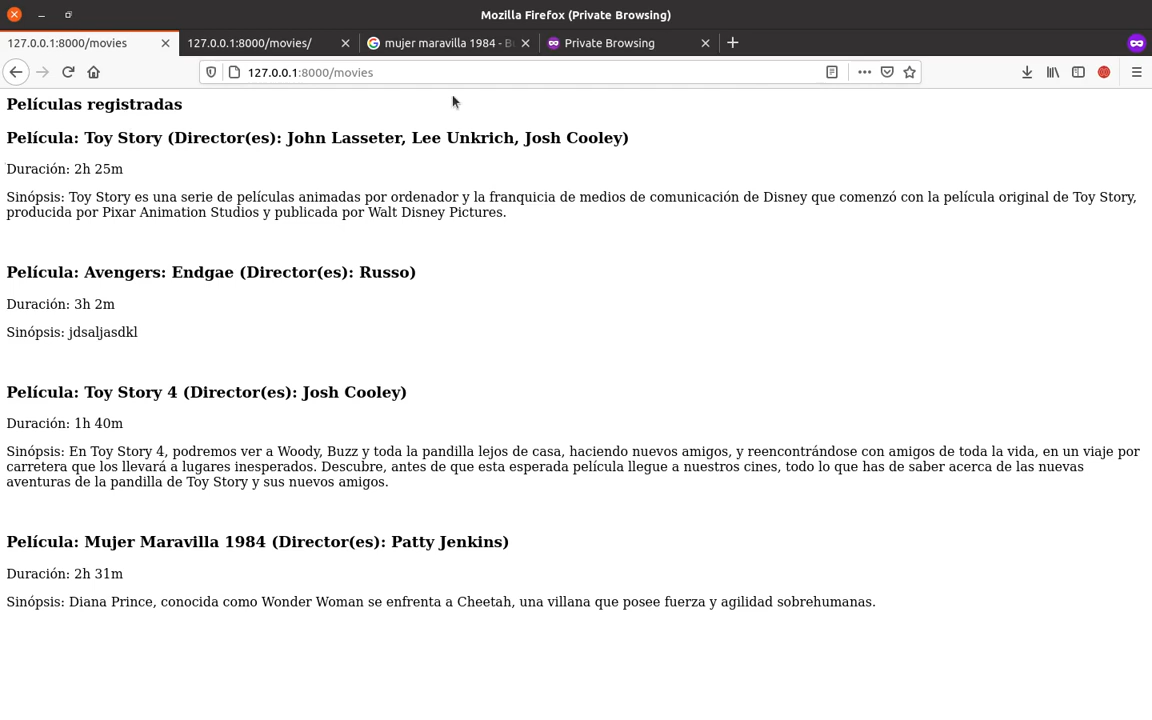 Mozilla Firefox (Private Browsing)
127.0.0.1:8000/movies
127.0.0.1:8000/movies/
mujer maravilla 1984 - B
Private Browsing
127.0.0.1:8000/movies
Películas registradas
Película: Toy Story (Director(es): John Lasseter, Lee Unkrich, Josh Cooley)
Duración: 2h 25m
Sinópsis: Toy Story es una serie de películas animadas por ordenador y la franquicia de medios de comunicación de Disney que comenzó con la película original de Toy Story,
producida por Pixar Animation Studios y publicada por Walt Disney Pictures.
Película: Avengers: Endgae (Director(es): Russo)
Duración: 3h 2m
Sinópsis: jdsaljasdkl
Película: Toy Story 4 (Director(es): Josh Cooley)
Duración: 1h 40m
Sinópsis: En Toy Story 4, podremos ver a Woody, Buzz y toda la pandilla lejos de casa, haciendo nuevos amigos, y reencontrándose con amigos de toda la vida, en un viaje por
carretera que los llevará a lugares inesperados. Descubre, antes de que esta esperada película llegue a nuestros cines, todo lo que has de saber acerca de las nuevas
aventuras de la pandilla de Toy Story y sus nuevos amigos.
Película: Mujer Maravilla 1984 (Director(es): Patty Jenkins)
Duración: 2h 31m
Sinópsis: Diana Prince, conocida como Wonder Woman se enfrenta a Cheetah, una villana que posee fuerza y agilidad sobrehumanas.